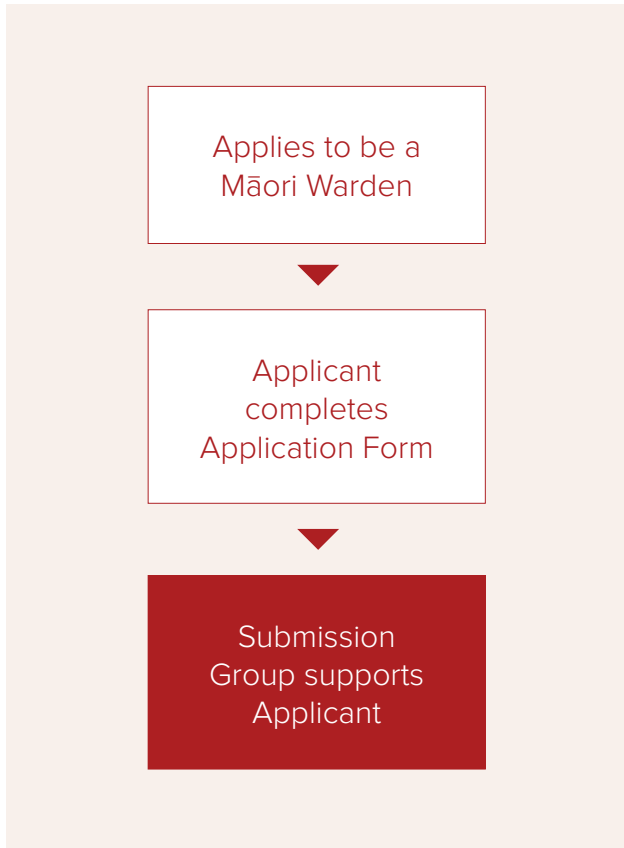 Applies to be a
Māori Warden
Applicant
completes
Application Form
Submission
Group supports
Applicant